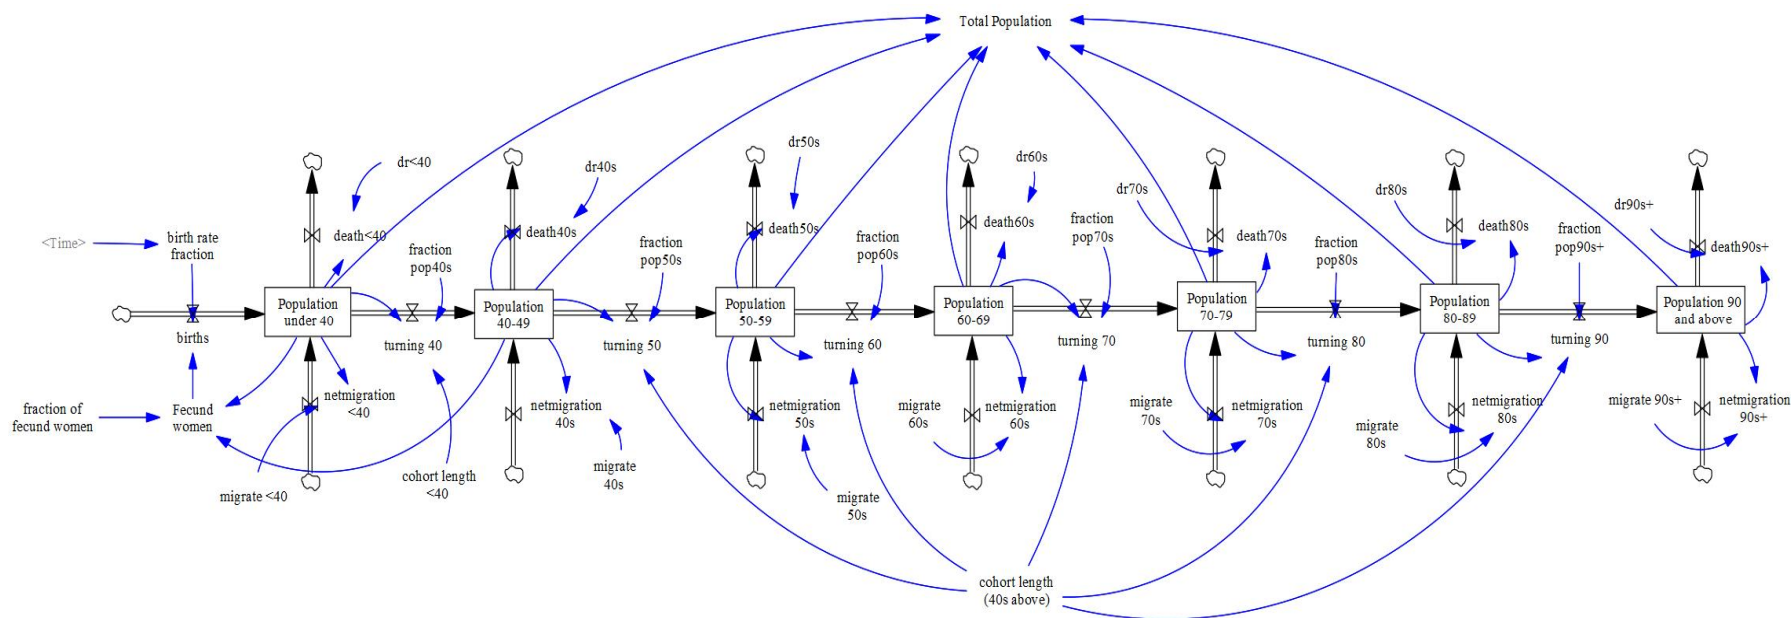 Total Population
dr<40
dr40s
dr50s
dr60s
dr70s
dr80s
dr90s+
<Time>
birth rate
fraction
death<40
fraction
pop40s
death40s
fraction
pop50s
death50s
fraction
pop60s
death60s
fraction
pop70s
death70s
fraction
pop80s
death80s
fraction
pop90s+
death90s+
Population
under 40
Population
40-49
Population
50-59
Population
60-69
Population
70-79
Population
80-89
Population 90
and above
births
turning 40
turning 50
turning 60
turning 70
turning 80
turning 90
fraction of
fecund women
Fecund
women
netmigration
<40
netmigration
40s
netmigration
50s
migrate
60s
netmigration
60s
migrate
70s
netmigration
70s
migrate
80s
netmigration
80s
migrate 90s+
netmigration
90s+
migrate <40
cohort length
<40
migrate
40s
migrate
50s
cohort length
(40s above)